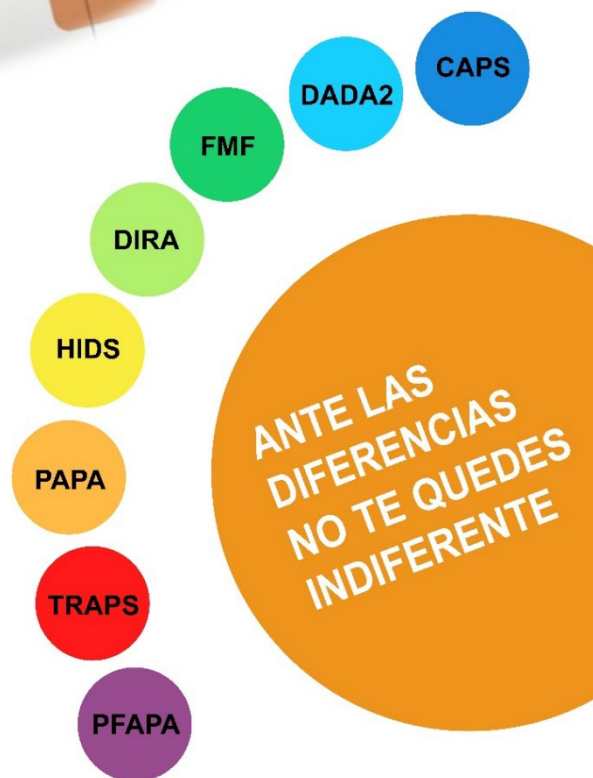 CAPS
DADA2
FMF
DIRA
HIDS
PAPA
TRAPS
PFAPA
ANTE LAS
DIFERENCIAS
NO TE QUEDES
INDIFERENTE